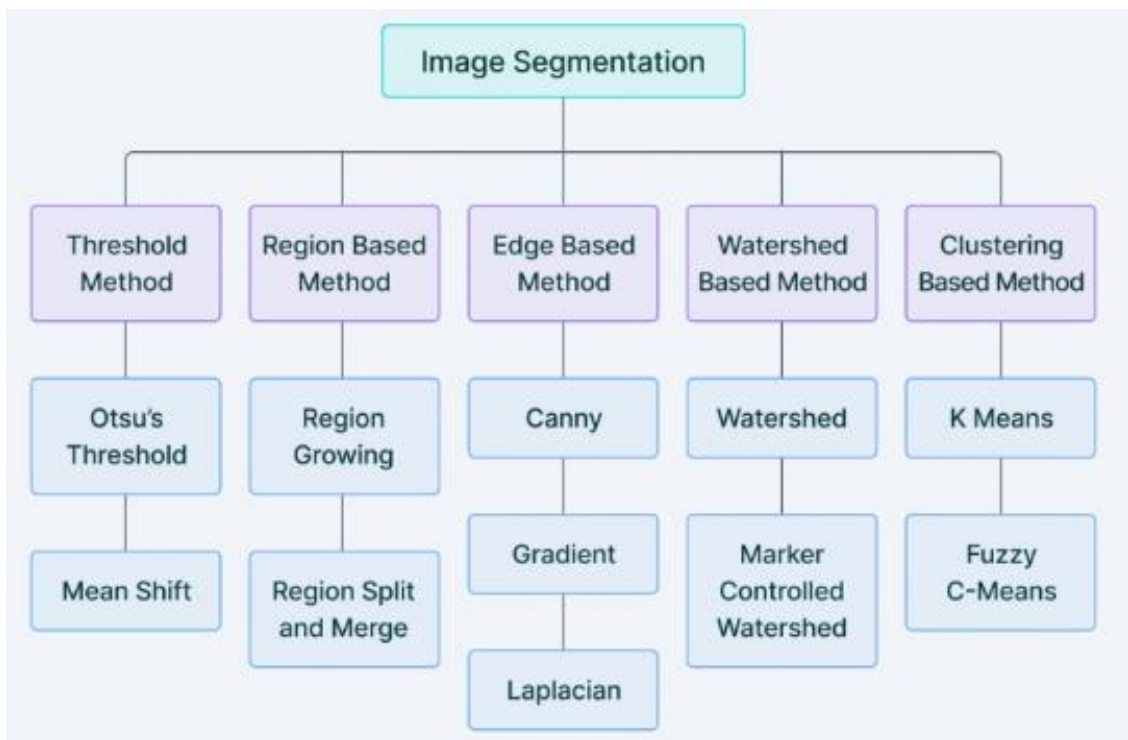 Image Segmentation
Threshold
Method
Region Based
Method
Edge Based
Method
Watershed
Based Method
Clustering
Based Method
Otsu's
Threshold
Region
Growing
Canny
Watershed
K Means
Mean Shift
Region Split
and Merge
Gradient
Marker
Controlled
Watershed
Fuzzy
C-Means
Laplacian